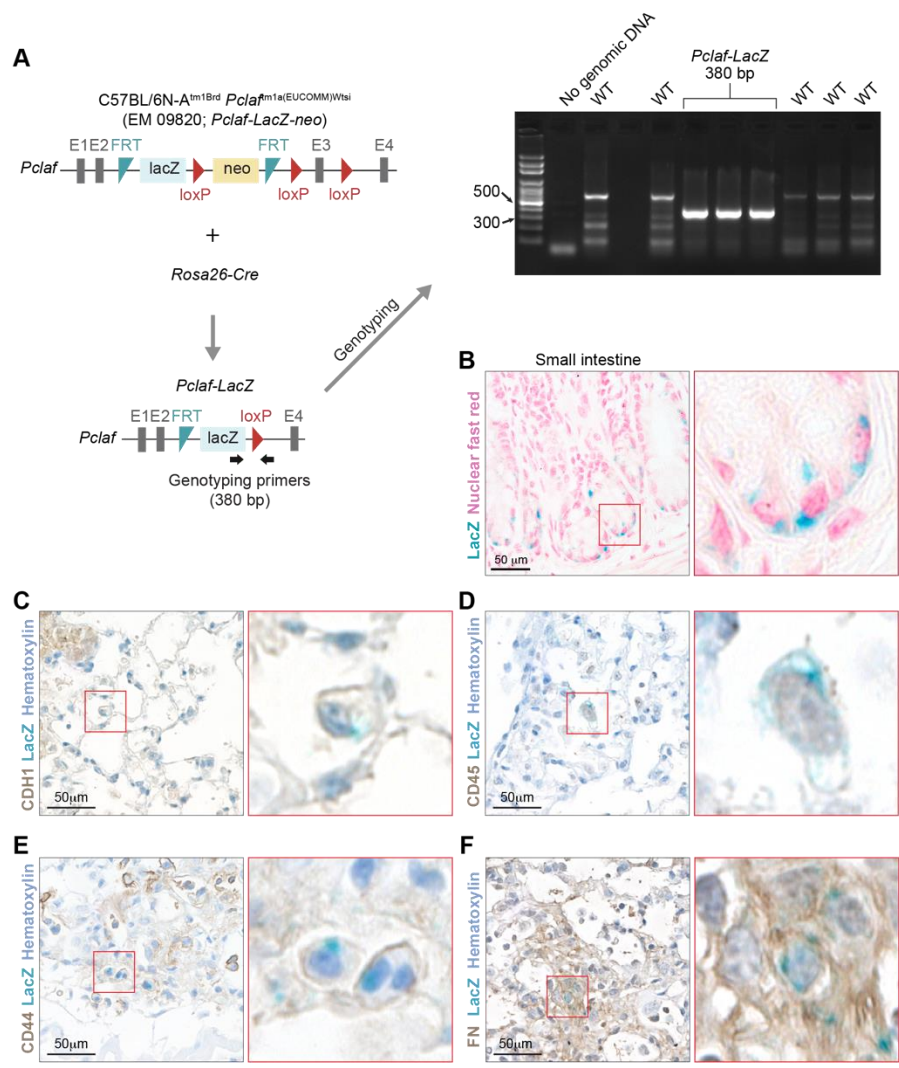 A
C57BL/6N-Atm1Brd Pclaftm1a(EUCOMM)Wtsi
(EM 09820; Pclaf-LacZ-neo)
E1E2 FRT FRT E3 E4
Pclaf lacZ neo
loxP loxP loxP
+
Rosa26-Cre
Pclaf-LacZ
E1E2 FRT loxP E4
Pclaf lacZ
Genotyping primers
(380 bp)
Genotyping
No genomic DNA
WT
WT
Pclaf-LacZ
380 bp
WT
WT
WT
500
300
B
Small intestine
LacZ Nuclear fast red
50 μm
C
CDH1 LacZ Hematoxylin
50μm
D
CD45 LacZ Hematoxylin
50μm
E
CD44 LacZ Hematoxylin
50μm
F
FN LacZ Hematoxylin
50μm